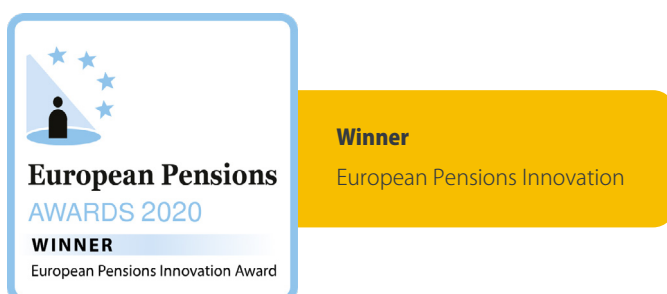 European Pensions
AWARDS 2020
WINNER
European Pensions Innovation Award
Winner
European Pensions Innovation